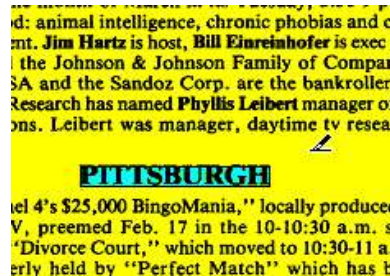 d: animal intelligence, chronic phobias and c
ent. Jim Hartz is host, Bill Einreinhofer is exec
the Johnson & Johnson Family of Compar
SA and the Sandoz Corp. are the bankroller
Research has named Phyllis Leibert manager o
ons. Leibert was manager, daytime tv resea
PITTSBURGH
el 4's $25,000 BingoMania,'' locally produced
V, preemed Feb. 17 in the 10-10:30 a.m. s
"Divorce Court,'' which moved to 10:30-11 a
erly held by "Perfect Match" which has b